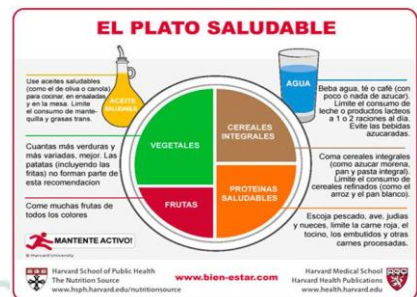 EL PLATO SALUDABLE
Use aceites saludables
(como el de oliva o canola)
para cocinar, en ensaladas,
y en la mesa. Limite
el consumo de mante-
quilla y grasas trans.
ACEITE
SALUDABLE
AGUA
Beba agua, té o café (con
poco o nada de azucar).
Limite el consumo de
leche o productos lacteos
a 1 o 2 raciones al día.
Evite las bebidas
azucaradas.
VEGETALES
CEREALES
INTEGRALES
Cuantas más verduras y
más variadas, mejor. Las
patatas (incluyendo las
fritas) no forman parte de
esta recomendacion
Coma cereales integrales
(como azucar morena,
pan y pasta integral).
Limite el consumo de
cereales refinados (como el
arroz y el pan blanco).
FRUTAS
PROTEINAS
SALUDABLES
Come muchas frutas de
todos los colores
Escoja pescado, ave, judias
y nueces, limite la carne roja, el
tocino, los embutidos y otras
carnes procesadas.
MANTENTE ACTIVO!
© Harvard University
Harvard School of Public Health
The Nutrition Source
www.hsph.harvard.edu/nutritionsource
www.bien-estar.com
Harvard Medical School
Harvard Health Publications
www.health.harvard.edu